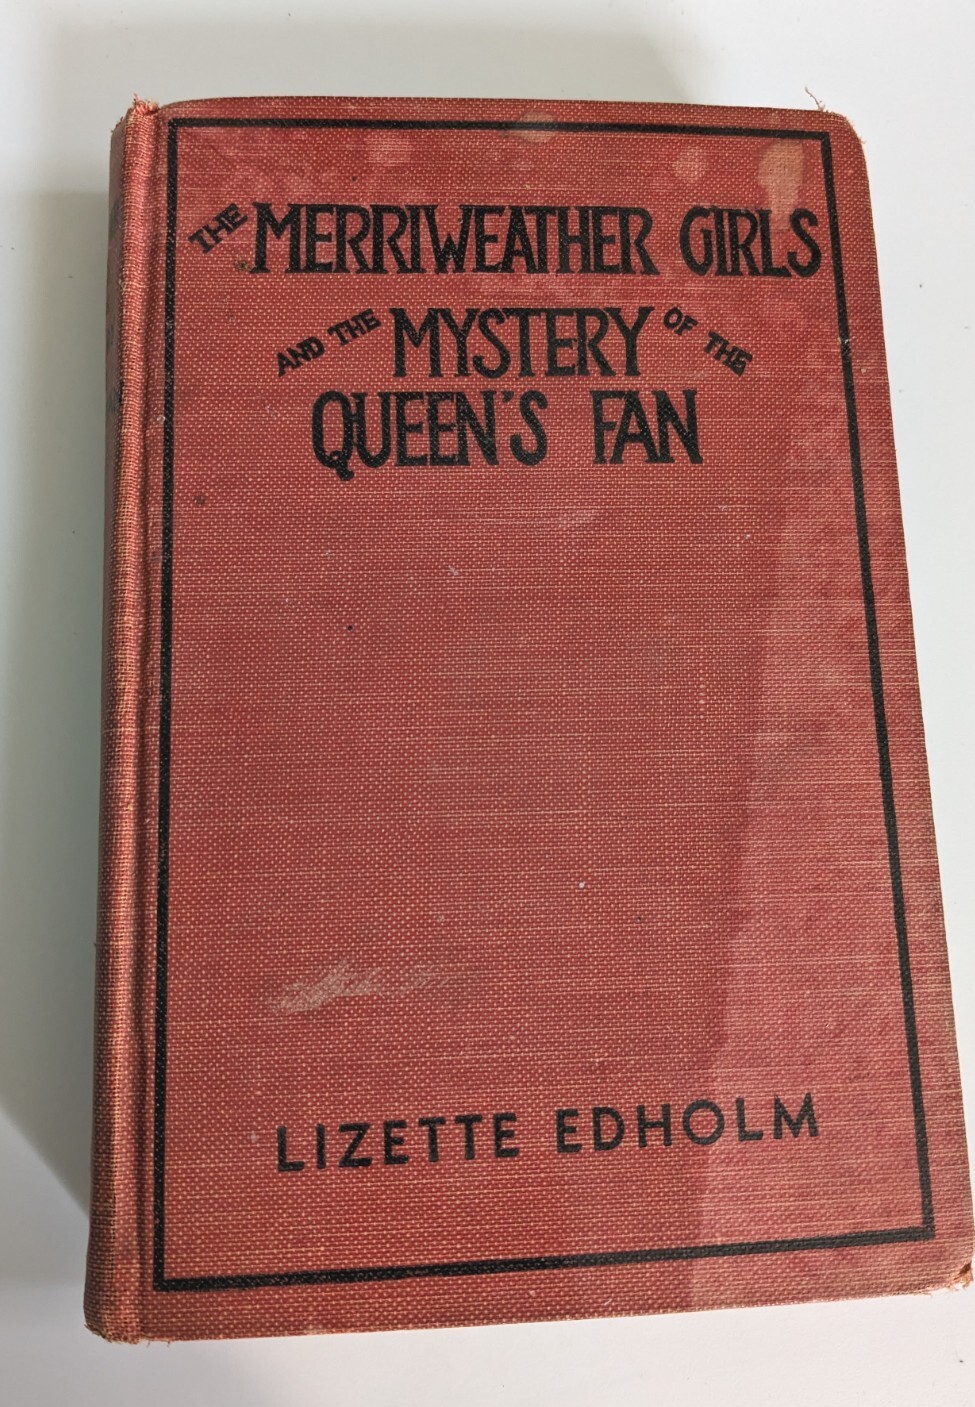 THE MERRIWEATHER GIRLS
AND THE MYSTERY OF THE
QUEEN'S FAN
LIZETTE EDHOLM